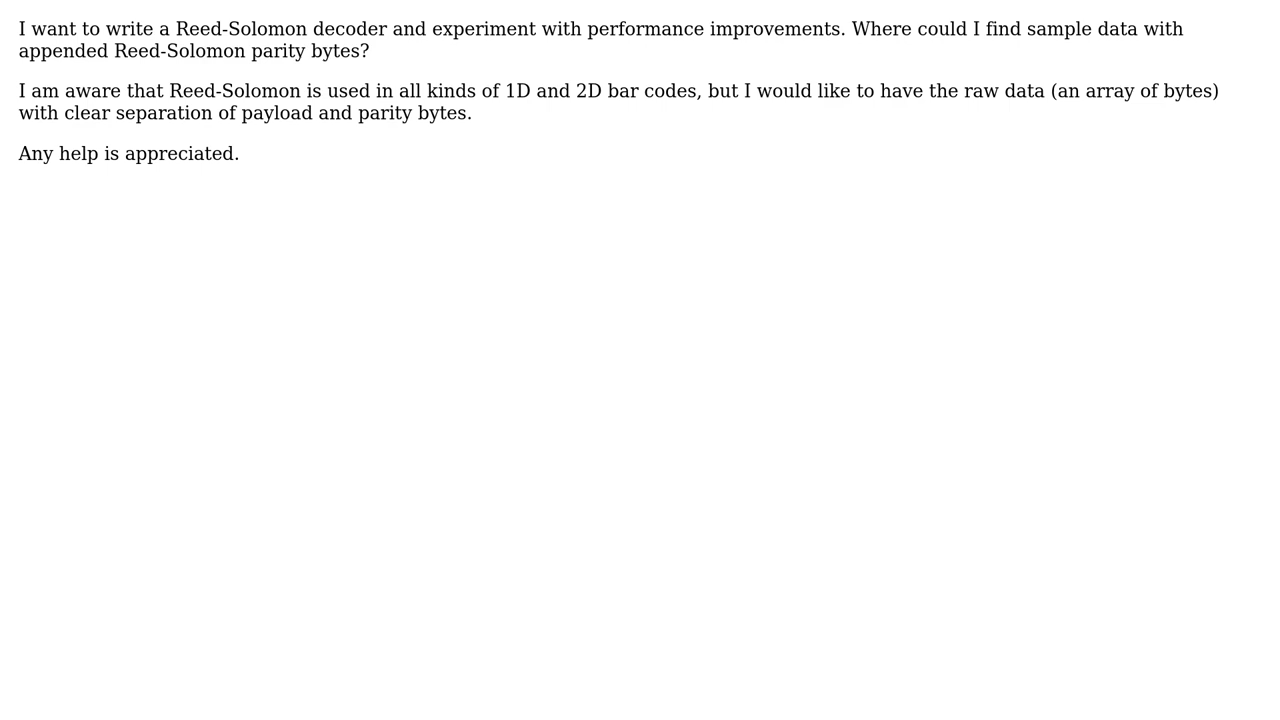 I want to write a Reed-Solomon decoder and experiment with performance improvements. Where could I find sample data with
appended Reed-Solomon parity bytes?
I am aware that Reed-Solomon is used in all kinds of 1D and 2D bar codes, but I would like to have the raw data (an array of bytes)
with clear separation of payload and parity bytes.
Any help is appreciated.